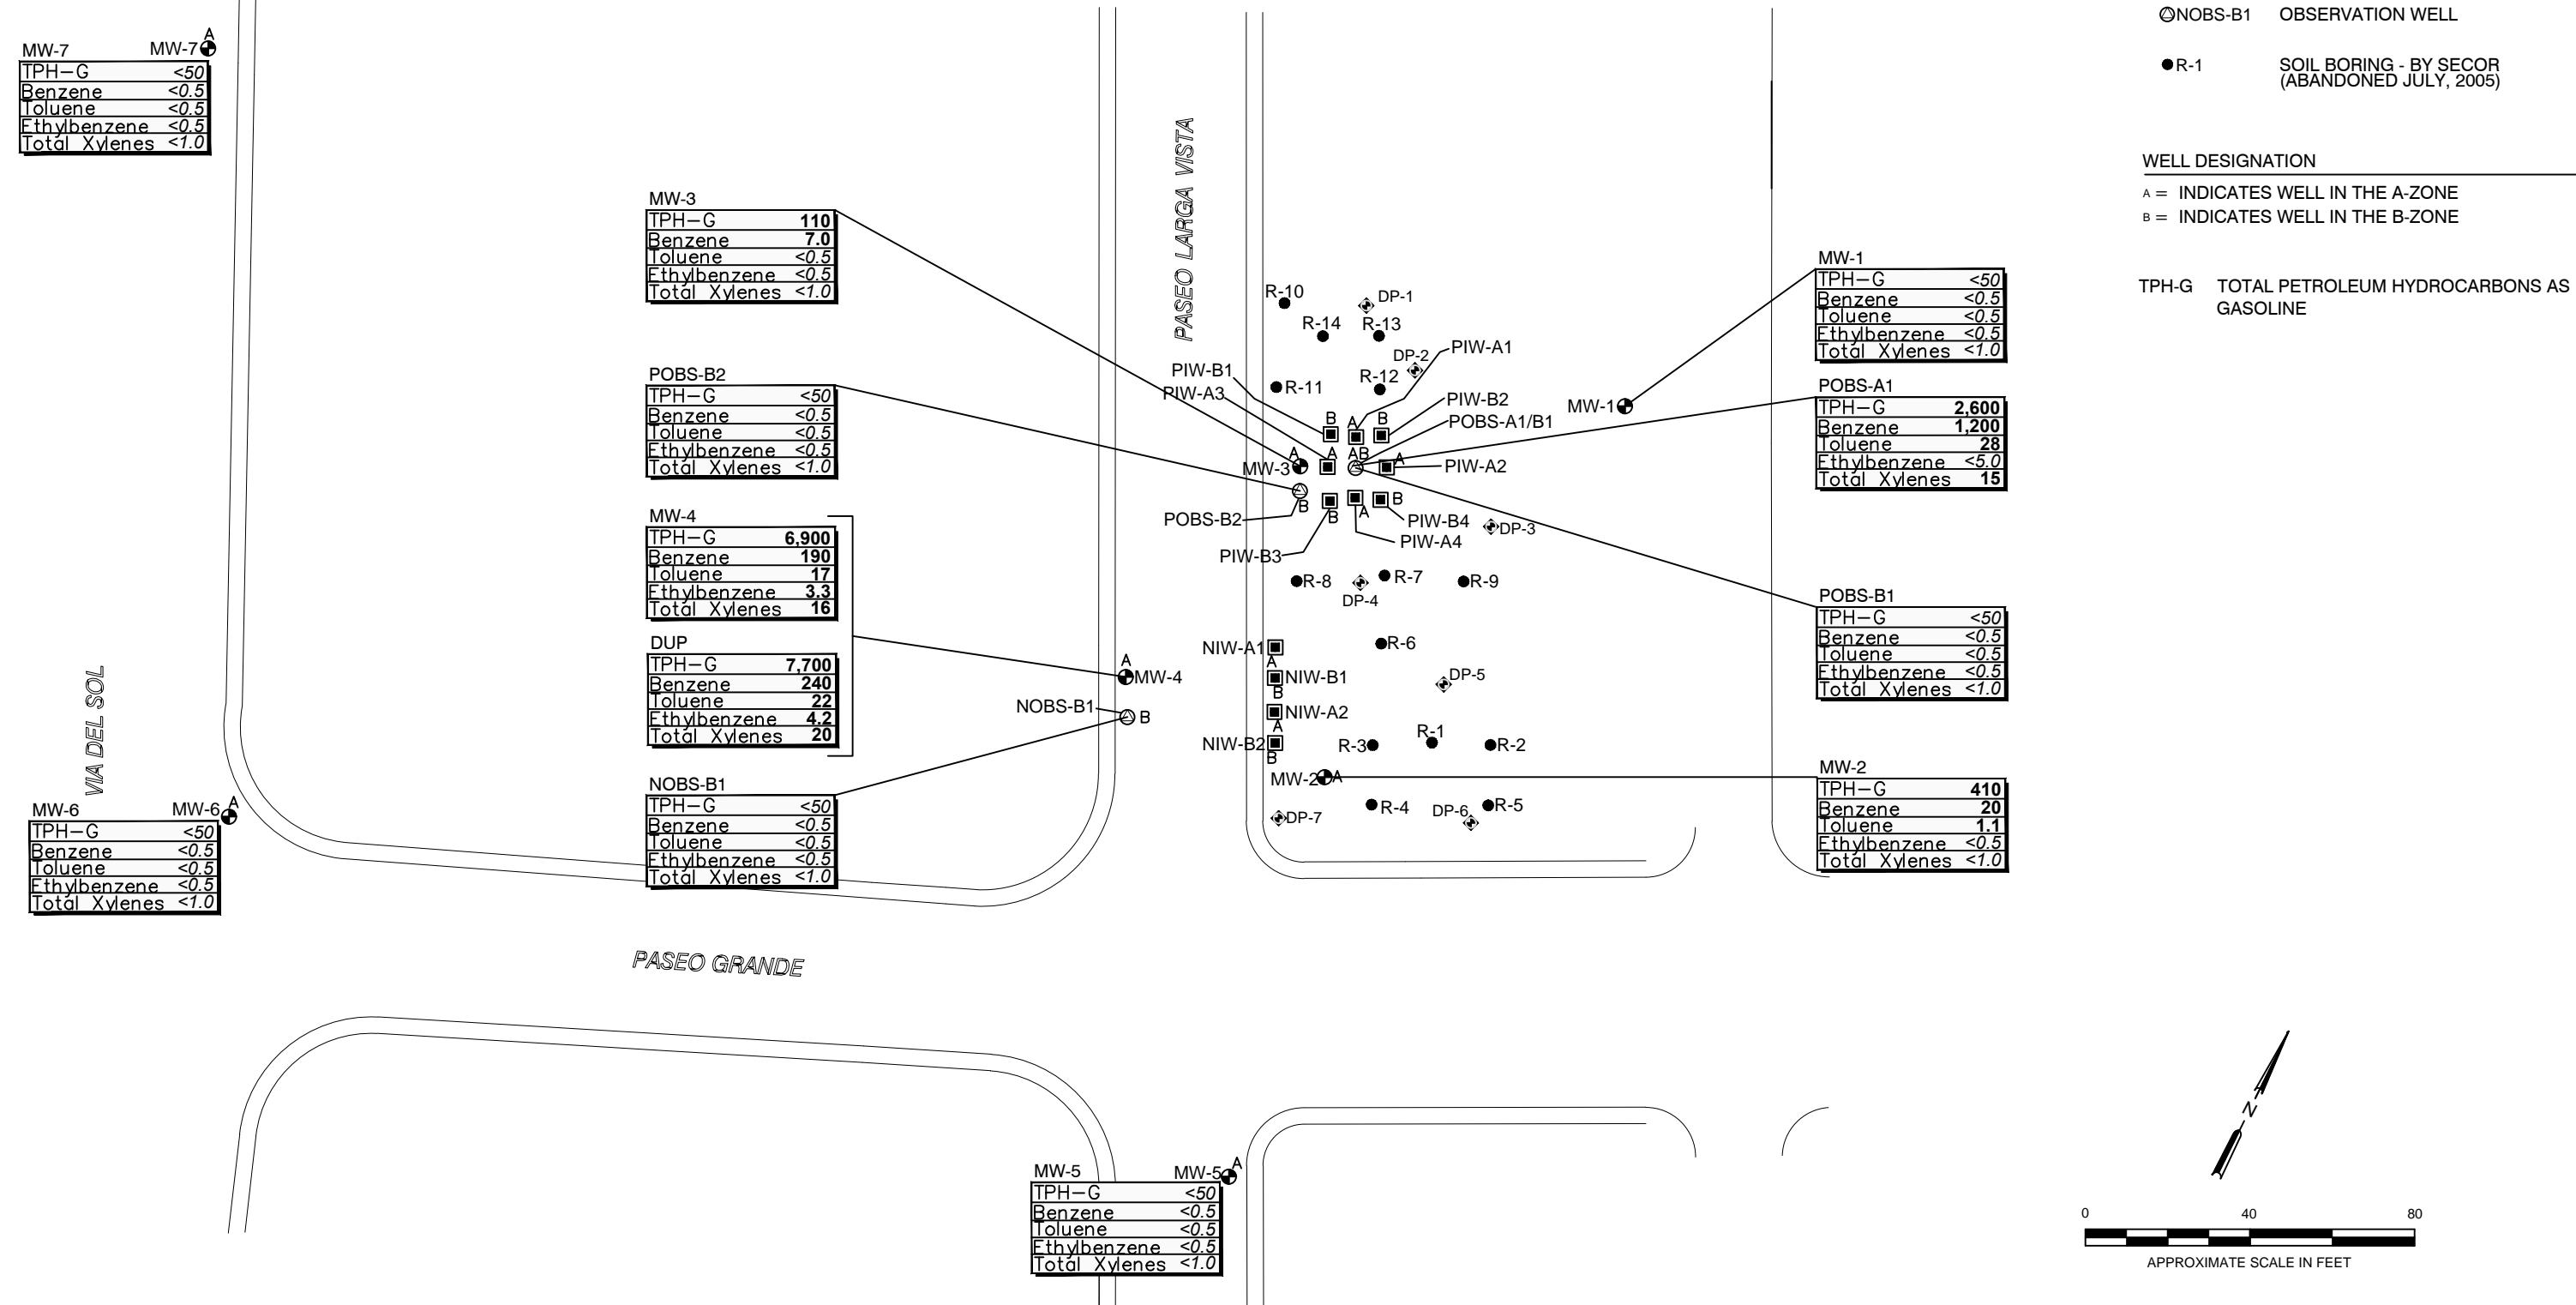 NOBS-B1 OBSERVATION WELL
R-1 SOIL BORING - BY SECOR
(ABANDONED JULY, 2005)
WELL DESIGNATION
A = INDICATES WELL IN THE A-ZONE
B = INDICATES WELL IN THE B-ZONE
TPH-G TOTAL PETROLEUM HYDROCARBONS AS
GASOLINE
MW-7 MW-7 A
TPH-G <50
Benzene <0.5
Toluene <0.5
Ethylbenzene <0.5
Total Xylenes <1.0
MW-3
TPH-G 110
Benzene 7.0
Toluene <0.5
Ethylbenzene <0.5
Total Xylenes <1.0
POBS-B2
TPH-G <50
Benzene <0.5
Toluene <0.5
Ethylbenzene <0.5
Total Xylenes <1.0
MW-4
TPH-G 6,900
Benzene 190
Toluene 17
Ethylbenzene 3.3
Total Xylenes 16
DUP
TPH-G 7,700
Benzene 240
Toluene 22
Ethylbenzene 4.2
Total Xylenes 20
NOBS-B1
TPH-G <50
Benzene <0.5
Toluene <0.5
Ethylbenzene <0.5
Total Xylenes <1.0
VIA DEL SOL
MW-6 MW-6 A
TPH-G <50
Benzene <0.5
Toluene <0.5
Ethylbenzene <0.5
Total Xylenes <1.0
PASEO LARGA VISTA
R-10
DP-1
R-14
R-13
PIW-A1
DP-2
PIW-B1
R-11
R-12
PIW-A3
PIW-B2
MW-1
B
A
B
POBS-A1/B1
A
A
AB
A
MW-3
PIW-A2
B
B
A
B
POBS-B2
PIW-B4
DP-3
PIW-A4
PIW-B3
R-8
R-7
R-9
DP-4
NIW-A1
A
R-6
A
MW-4
NIW-B1
B
DP-5
NOBS-B1
B
NIW-A2
A
R-1
NIW-B2
B
R-3
R-2
MW-2 A
R-4
DP-6
R-5
DP-7
MW-1
TPH-G <50
Benzene <0.5
Toluene <0.5
Ethylbenzene <0.5
Total Xylenes <1.0
POBS-A1
TPH-G 2,600
Benzene 1,200
Toluene 28
Ethylbenzene <5.0
Total Xylenes 15
POBS-B1
TPH-G <50
Benzene <0.5
Toluene <0.5
Ethylbenzene <0.5
Total Xylenes <1.0
MW-2
TPH-G 410
Benzene 20
Toluene 1.1
Ethylbenzene <0.5
Total Xylenes <1.0
PASEO GRANDE
MW-5 MW-5 A
TPH-G <50
Benzene <0.5
Toluene <0.5
Ethylbenzene <0.5
Total Xylenes <1.0
N
0 40 80
APPROXIMATE SCALE IN FEET